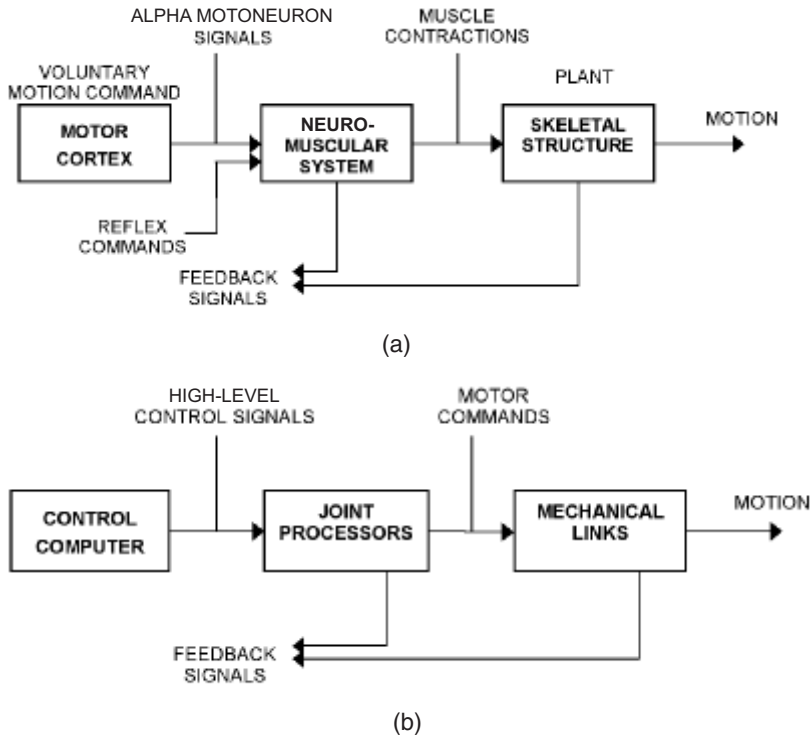 ALPHA MOTONEURON
SIGNALS
MUSCLE
CONTRACTIONS
VOLUNTARY
MOTION COMMAND
PLANT
MOTOR
CORTEX
NEURO-
MUSCULAR
SYSTEM
SKELETAL
STRUCTURE
MOTION
REFLEX
COMMANDS
FEEDBACK
SIGNALS
(a)
HIGH-LEVEL
CONTROL SIGNALS
MOTOR
COMMANDS
CONTROL
COMPUTER
JOINT
PROCESSORS
MECHANICAL
LINKS
MOTION
FEEDBACK
SIGNALS
(b)